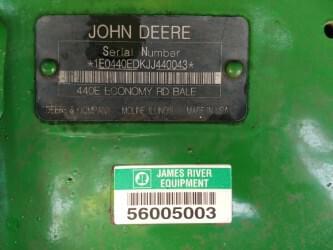 JOHN DEERE
Serial Number
*1E0440EDKJJ440043*
440E ECONOMY RD BALE
DEERE & COMPANY MOLINE ILLINOIS MADE IN USA
JAMES RIVER
EQUIPMENT
56005003